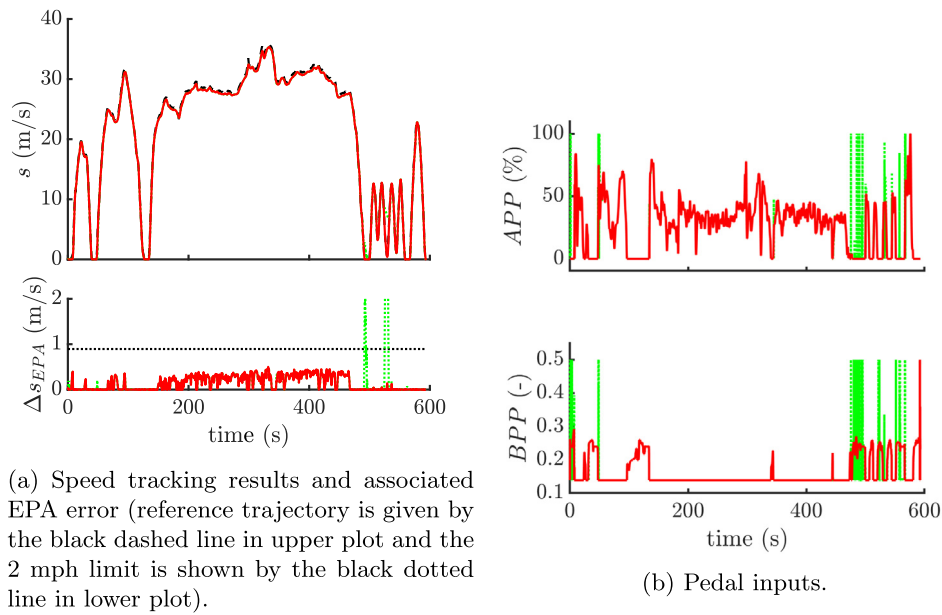 40
30
20
10
0
s (m/s)
2
1
0
Δs_EPA (m/s)
0 200 400 600
time (s)
(a) Speed tracking results and associated
EPA error (reference trajectory is given by
the black dashed line in upper plot and the
2 mph limit is shown by the black dotted
line in lower plot).
100
50
0
APP (%)
0.5
0.4
0.3
0.2
0.1
BPP (-)
0 200 400 600
time (s)
(b) Pedal inputs.